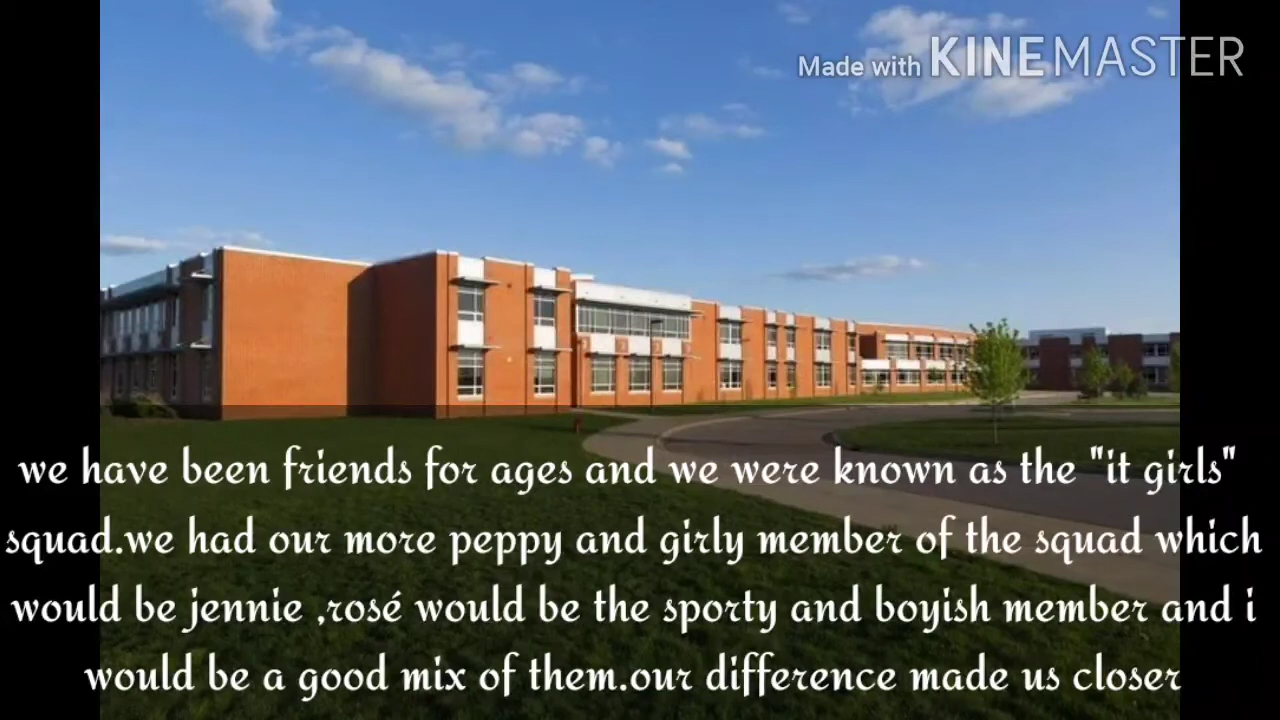 Made with KINEMASTER
we have been friends for ages and we were known as the "it girls"
squad.we had our more peppy and girly member of the squad which
would be jennie ,rosé would be the sporty and boyish member and i
would be a good mix of them.our difference made us closer